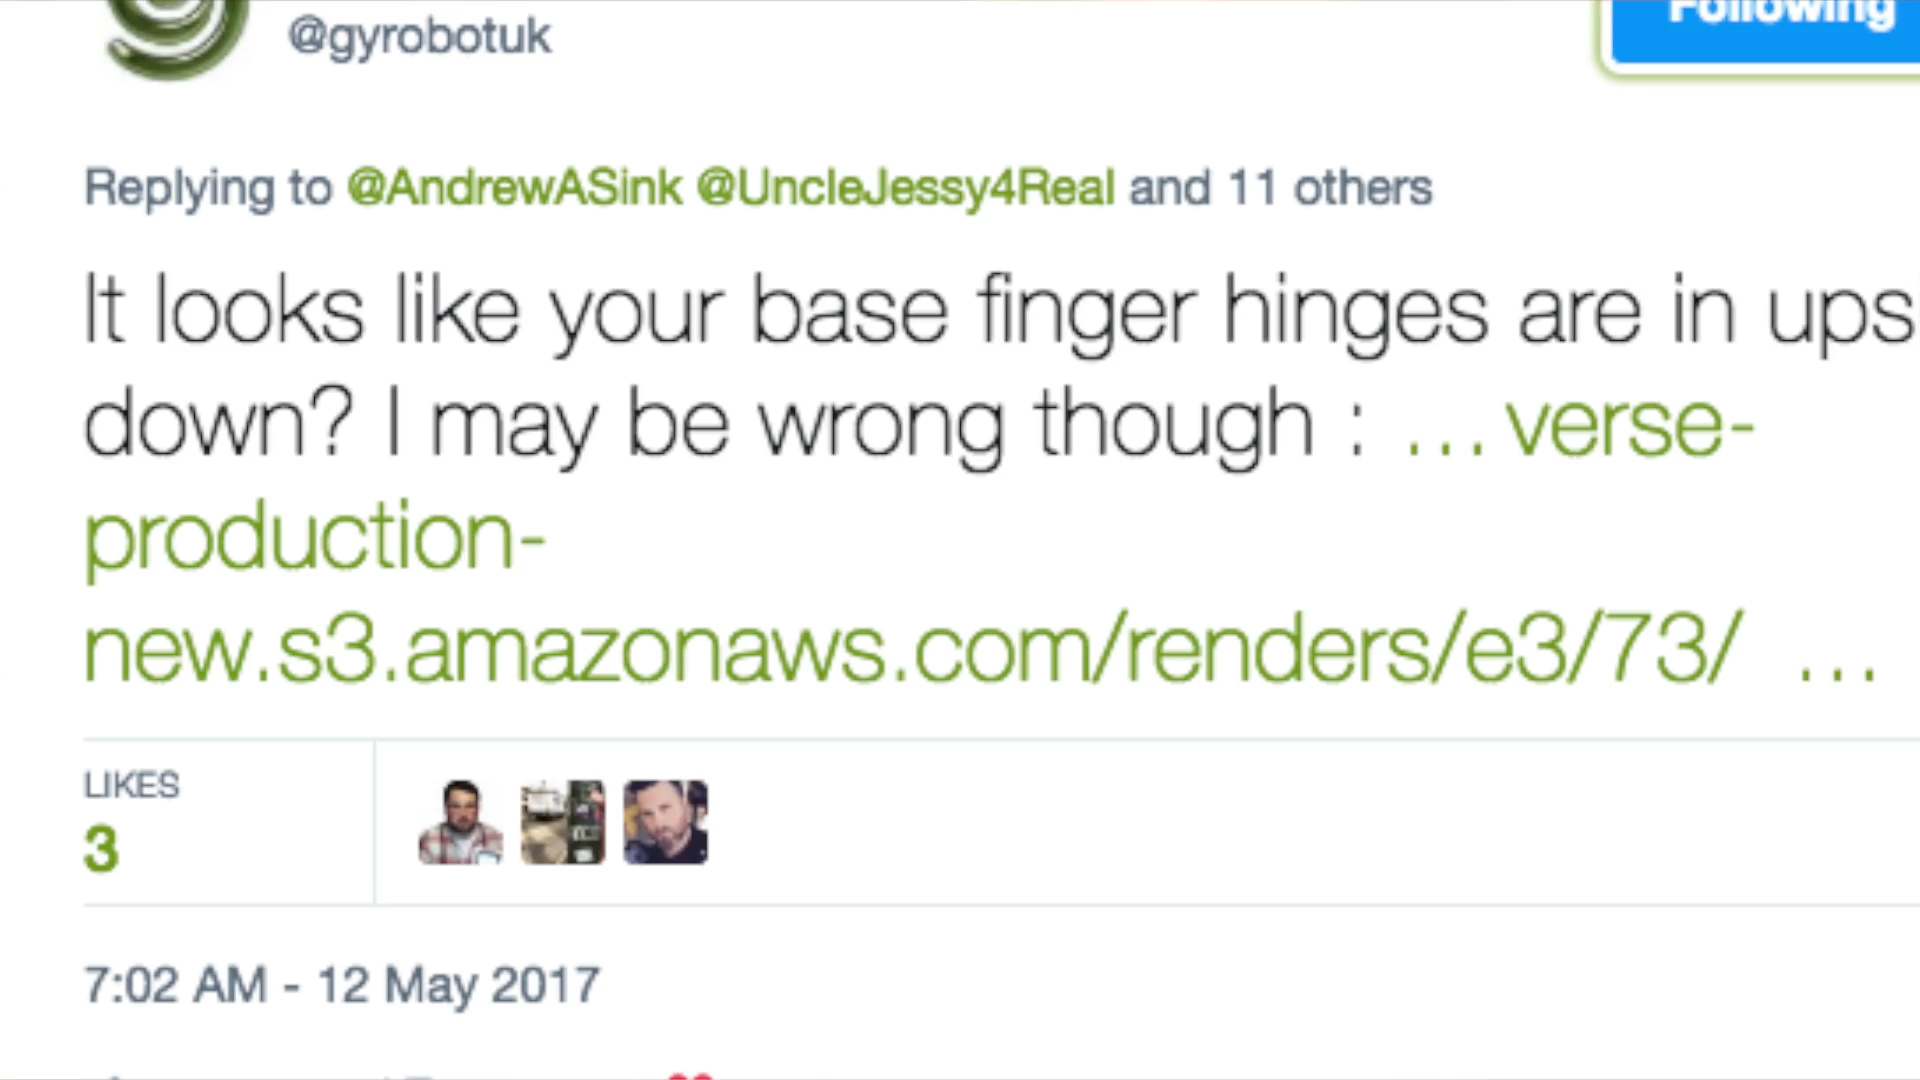 @gyrobotuk
Following
Replying to @AndrewASink @UncleJessy4Real and 11 others
It looks like your base finger hinges are in ups
down? I may be wrong though : ... verse-
production-
new.s3.amazonaws.com/renders/e3/73/ ...
LIKES
3
7:02 AM - 12 May 2017